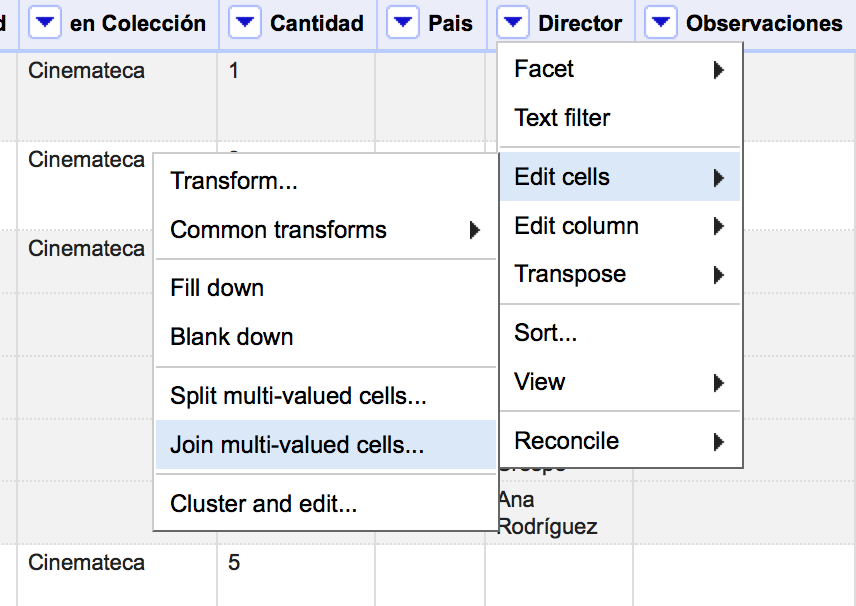 d
en Colección
Cantidad
Pais
Director
Observaciones
Cinemateca
1
Cinemateca
Cinemateca
Facet
Text filter
Edit cells
Edit column
Transpose
Sort...
View
Reconcile
Transform...
Common transforms
Fill down
Blank down
Split multi-valued cells...
Join multi-valued cells...
Cluster and edit...
Ana
Rodríguez
Cinemateca
5